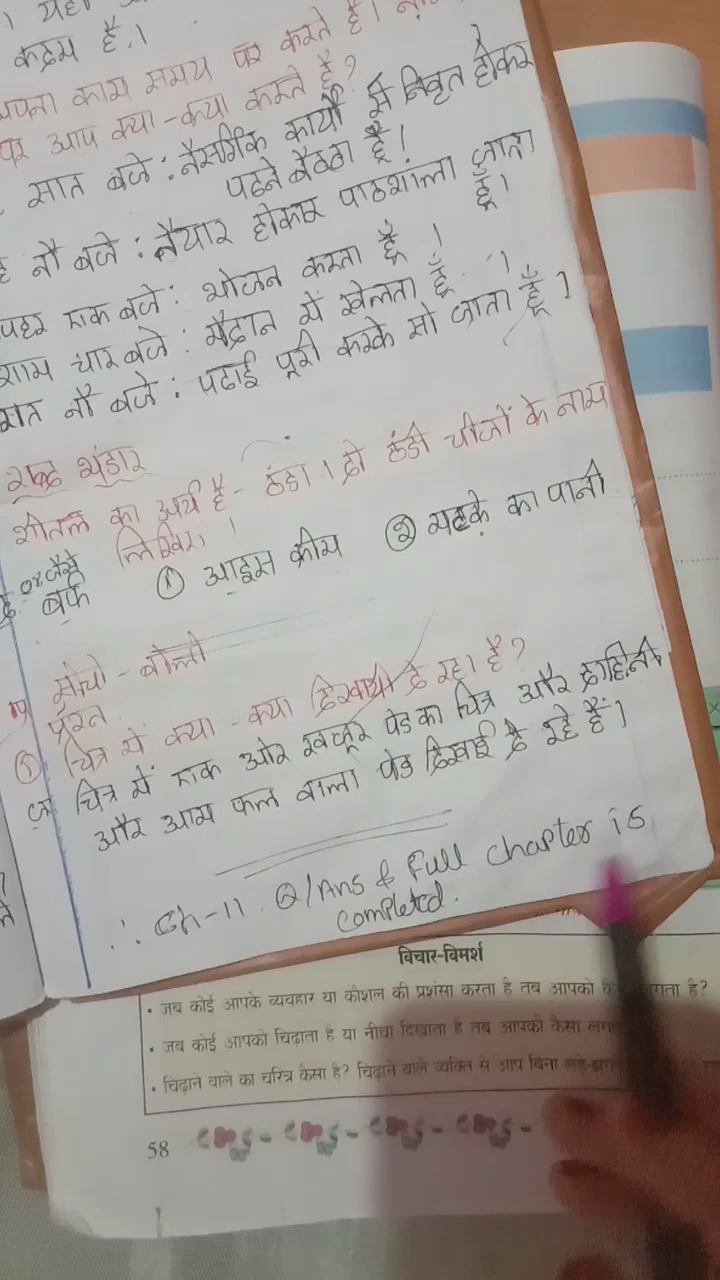 । यहा
कदम है।
अपना काम समय पर करते है।
पर आप क्या-क्या करते है?
सात बजे: नैसर्गिक कार्यों से निवृत होकर
पढने बैठता हूँ।
नौ बजे: तैयार होकर पाठशाला जाता
हूँ।
पहर एक बजे: भोजन करता हूँ।
शाम चार बजे: मैदान में खेलता हूँ।
रात नौ बजे: पढाई पूरी करके सो जाता हूँ।
शब्द भंडार
शीतल का अर्थ है - ठंडा। दो ठंडी चीजों के नाम
लिखिए।
जैसे
बर्फ ① आइस क्रीम ② मटके का पानी
सोचो - बोलो
प्रश्न
① चित्र में क्या-क्या दिखायी दे रहा है?
चित्र में एक ओर खजूर पेड का चित्र और दाहिनी
और आम फल वाला पेड दिखाई दे रहे हैं।
∴ Ch-11. Q/Ans & Full chapter is
completed.
विचार-विमर्श
• जब कोई आपके व्यवहार या कौशल की प्रशंसा करता है तब आपको लगता है?
• जब कोई आपको चिढ़ाता है या नीचा दिखाता है तब आपको कैसा
• चिढ़ाने वाले का चरित्र कैसा है? चिढ़ाने वाले व्यक्ति से आप बिना
58